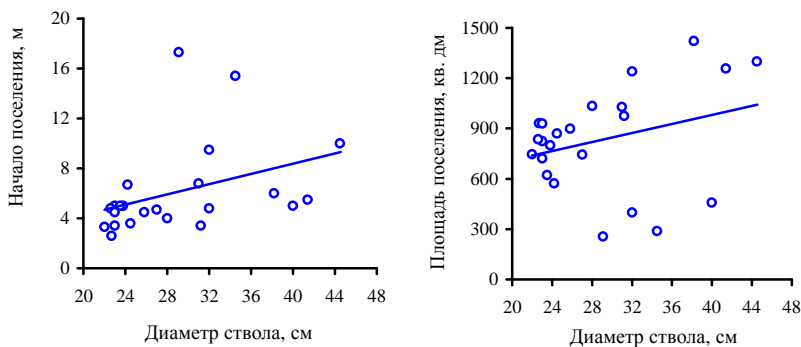 Начало поселения, м
20
16
12
8
4
0
20 24 28 32 36 40 44 48
Диаметр ствола, см
Площадь поселения, кв. дм
1500
1200
900
600
300
0
20 24 28 32 36 40 44 48
Диаметр ствола, см